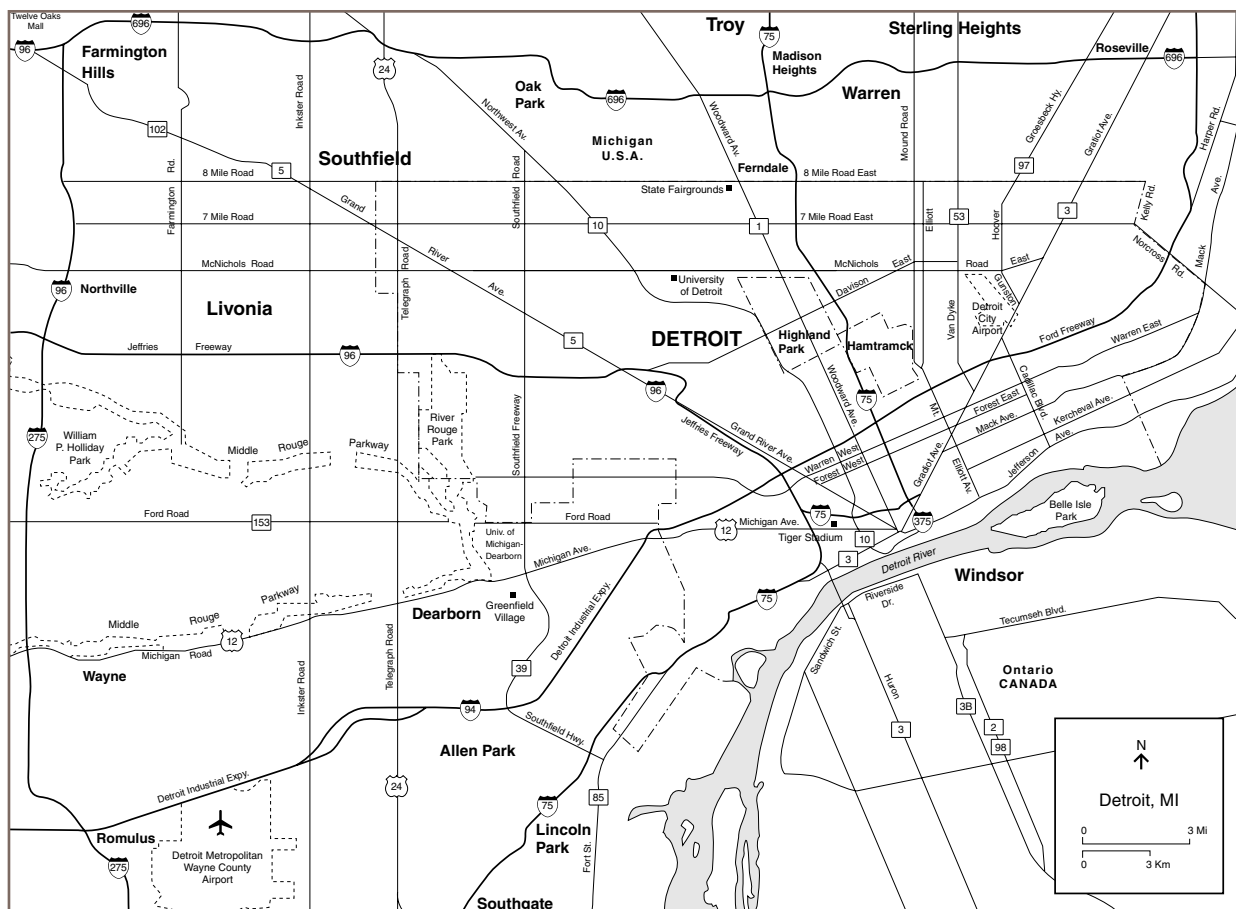 Twelve Oaks
Mall
696
Troy
75
Sterling Heights
96
Farmington
Hills
24
Madison
Heights
Roseville
696
Inkster Road
Oak
Park
696
Northwest Av.
Woodward Av.
Warren
Mound Road
Groesbeck Hy.
Gratiot Ave.
Harper Rd.
102
Michigan
U.S.A.
5
Southfield
Southfield Road
97
Farmington Rd.
8 Mile Road
Ferndale
8 Mile Road East
State Fairgrounds
Kelly Rd.
Mack Ave.
7 Mile Road
Grand River Ave.
10
1
7 Mile Road East
Elliott
53
Hoover
3
Norcross Rd.
McNichols Road
Telegraph Road
McNichols Road
East
Davison East
96
Northville
University
of Detroit
Gunston
Livonia
Van Dyke
Detroit
City
Airport
DETROIT
Highland
Park
Hamtramck
Ford Freeway
Warren East
Jeffries Freeway
96
5
96
Woodward Ave.
75
Mt.
Elliott Av.
Cadillac Blvd.
Forest East
Mack Ave.
Kercheval Ave.
Jefferson Ave.
275
William
P. Holliday
Park
River
Rouge
Park
Middle Rouge Parkway
Southfield Freeway
Grand River Ave.
Jeffries Freeway
Warren West
Forest West
Gradiot Ave.
Ford Road
153
Ford Road
12
Michigan Ave.
75
Tiger Stadium
375
10
3
Belle Isle
Park
Univ. of
Michigan-
Dearborn
Michigan Ave.
Detroit River
Windsor
Riverside
Dr.
75
Middle Rouge Parkway
12
Michigan Road
Dearborn
Greenfield
Village
Detroit Industrial Expy.
Tecumseh Blvd.
Sandwich St.
Wayne
Inkster Road
Telegraph Road
39
Huron
Ontario
CANADA
94
Southfield Hwy.
3B
2
3
98
Allen Park
Detroit Industrial Expy.
24
75
85
N
Detroit, MI
0
3 Mi
0
3 Km
Romulus
275
Detroit Metropolitan
Wayne County
Airport
Lincoln
Park
Fort St.
Southgate